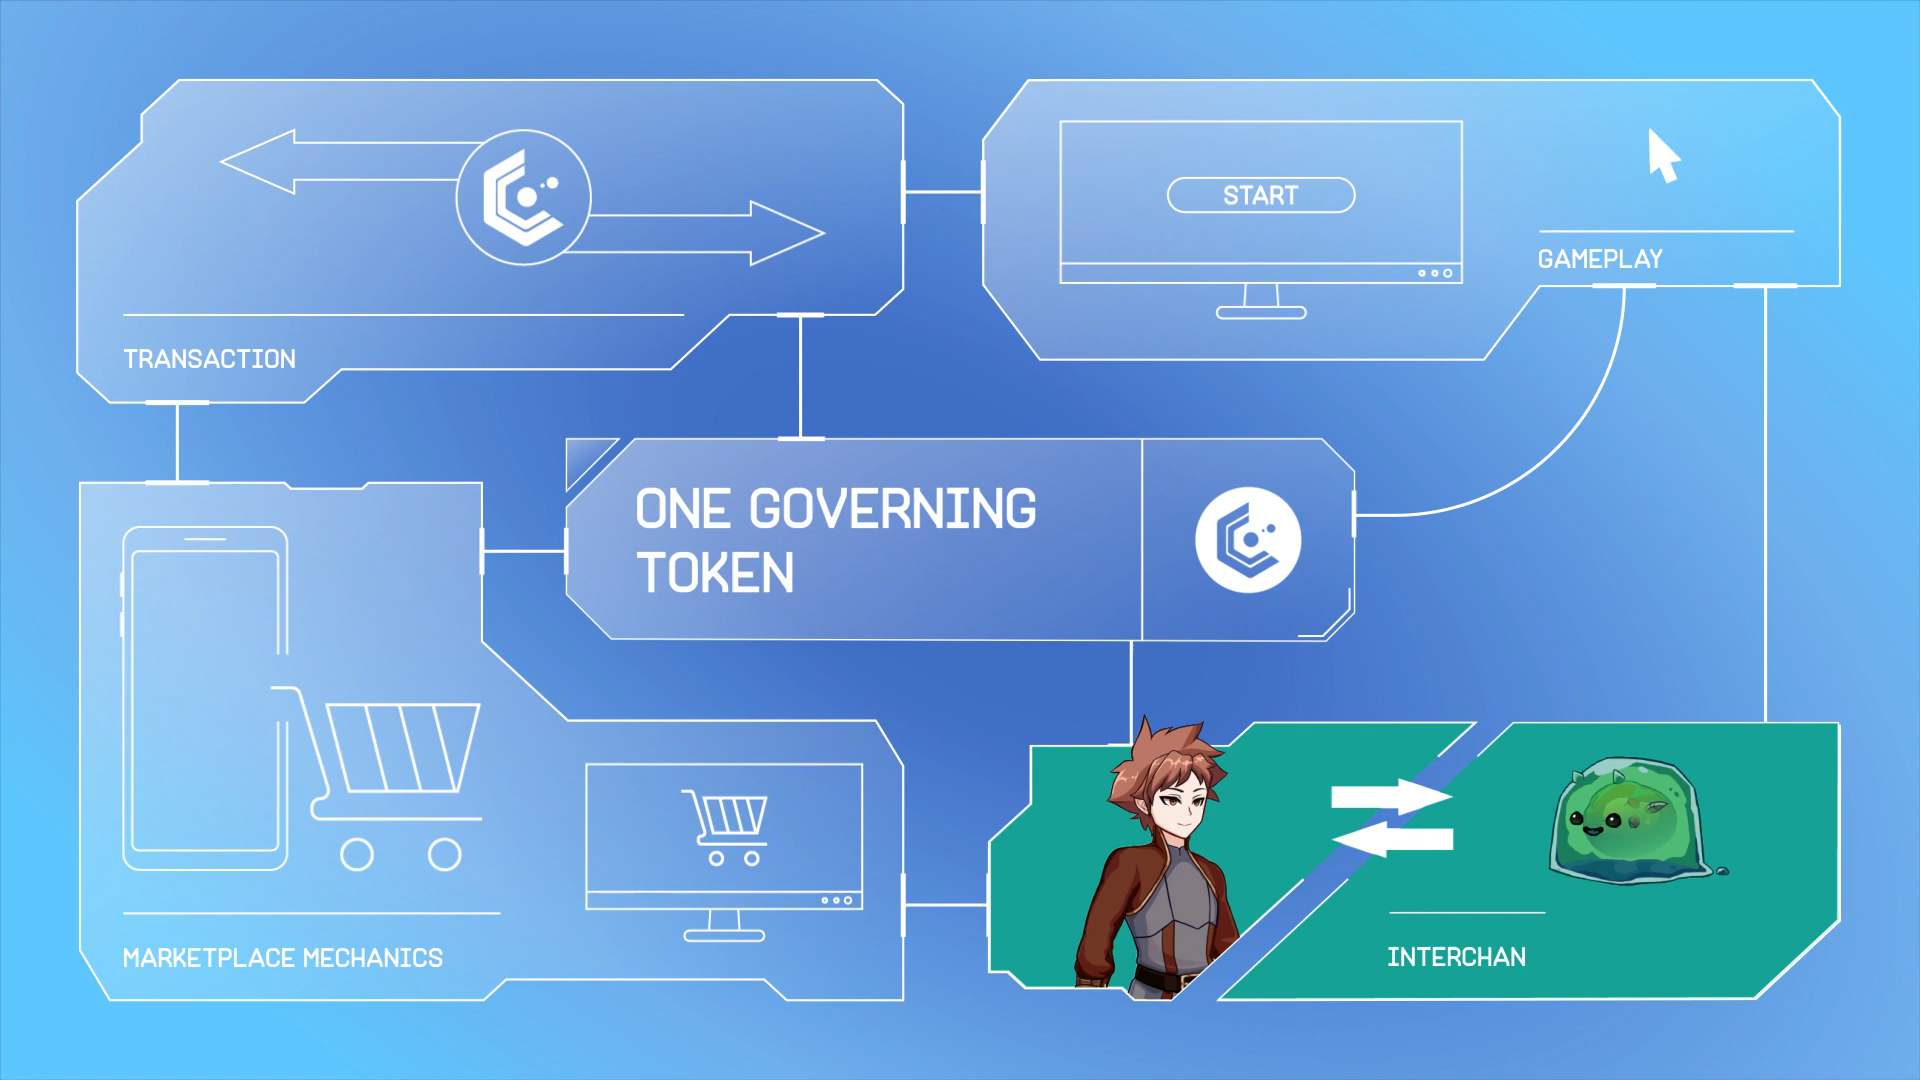 START
GAMEPLAY
TRANSACTION
ONE GOVERNING
TOKEN
MARKETPLACE MECHANICS
INTERCHAN